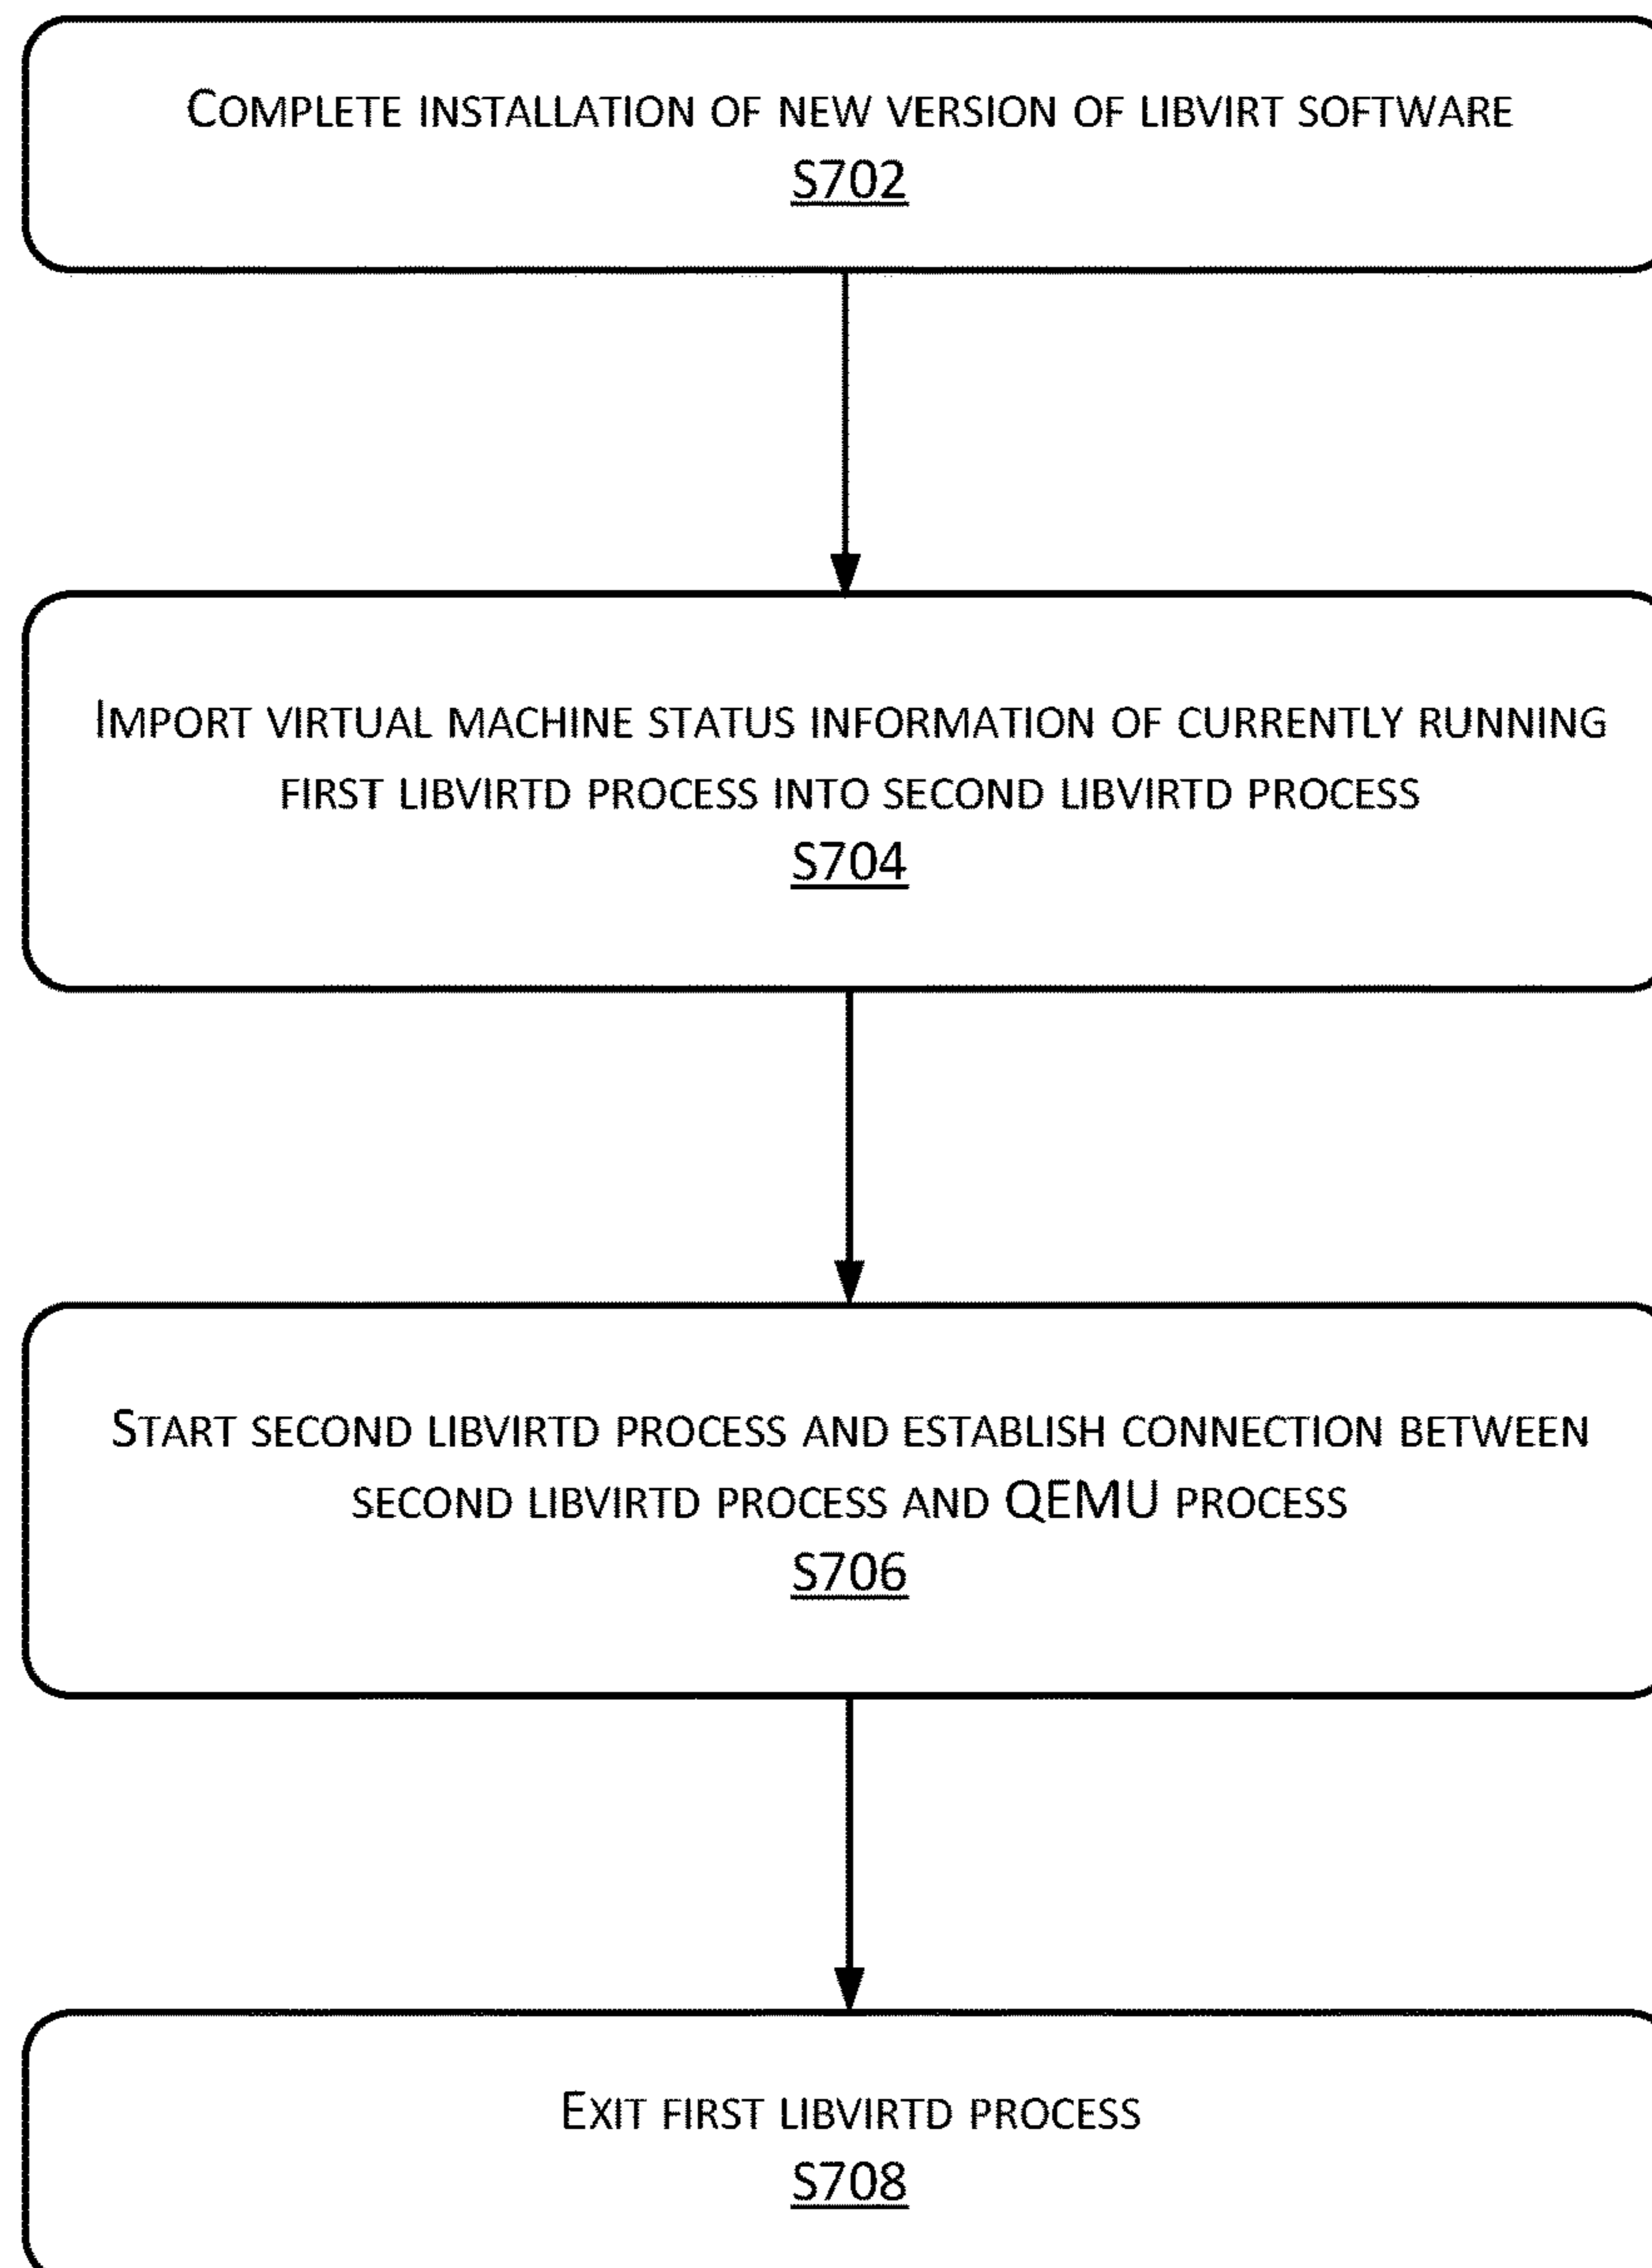 COMPLETE INSTALLATION OF NEW VERSION OF LIBVIRT SOFTWARE
S702
IMPORT VIRTUAL MACHINE STATUS INFORMATION OF CURRENTLY RUNNING
FIRST LIBVIRTD PROCESS INTO SECOND LIBVIRTD PROCESS
S704
START SECOND LIBVIRTD PROCESS AND ESTABLISH CONNECTION BETWEEN
SECOND LIBVIRTD PROCESS AND QEMU PROCESS
S706
EXIT FIRST LIBVIRTD PROCESS
S708